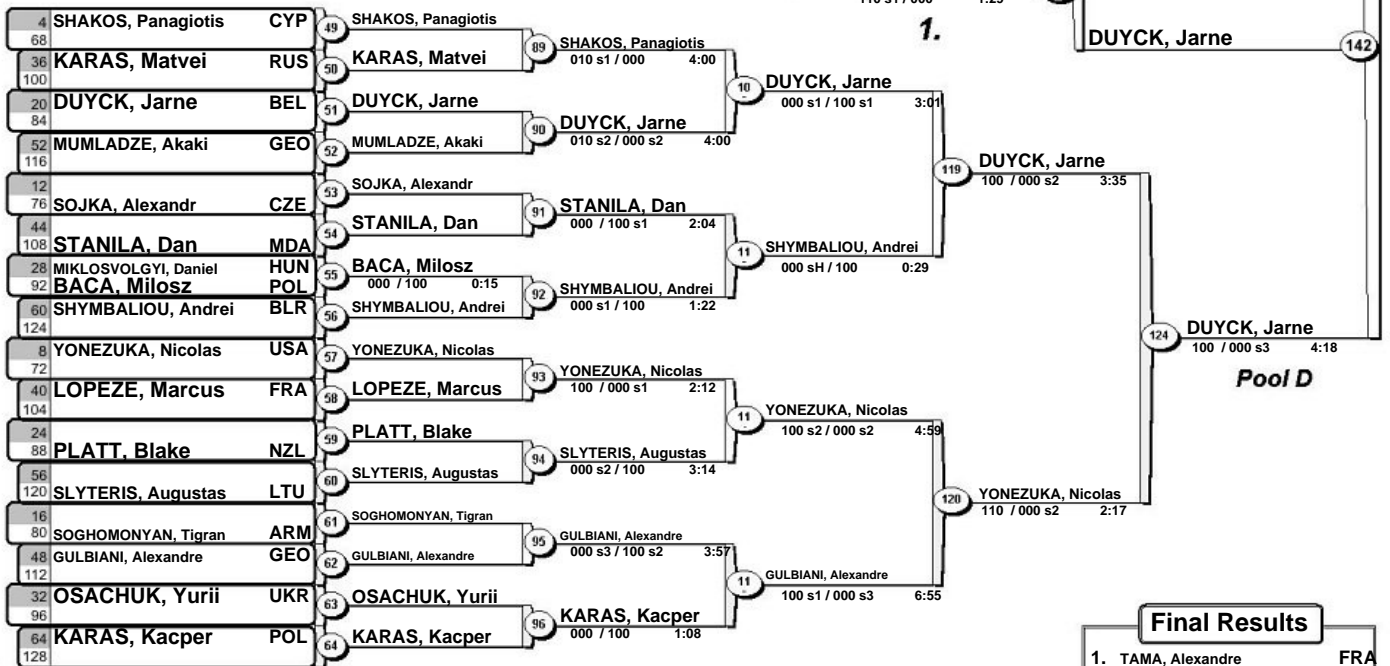 1.
DUYCK, Jarne
142
4 SHAKOS, Panagiotis CYP
68
36 KARAS, Matvei RUS
100
20 DUYCK, Jarne BEL
84
52 MUMLADZE, Akaki GEO
116
12
76 SOJKA, Alexandr CZE
44
108 STANILA, Dan MDA
28 MIKLOSVOLGYI, Daniel HUN
92 BACA, Milosz POL
60 SHYMBALIOU, Andrei BLR
124
8 YONEZUKA, Nicolas USA
72
40 LOPEZE, Marcus FRA
104
24
88 PLATT, Blake NZL
56
120 SLYTERIS, Augustas LTU
16
80 SOGHOMONYAN, Tigran ARM
48 GULBIANI, Alexandre GEO
112
32 OSACHUK, Yurii UKR
96
64 KARAS, Kacper POL
128
49 SHAKOS, Panagiotis
50 KARAS, Matvei
51 DUYCK, Jarne
52 MUMLADZE, Akaki
53 SOJKA, Alexandr
54 STANILA, Dan
55 BACA, Milosz
000 / 100 0:15
56 SHYMBALIOU, Andrei
57 YONEZUKA, Nicolas
58 LOPEZE, Marcus
59 PLATT, Blake
60 SLYTERIS, Augustas
61 SOGHOMONYAN, Tigran
62 GULBIANI, Alexandre
63 OSACHUK, Yurii
64 KARAS, Kacper
89 SHAKOS, Panagiotis
010 s1 / 000 4:00
90 DUYCK, Jarne
010 s2 / 000 s2 4:00
91 STANILA, Dan
000 / 100 s1 2:04
92 SHYMBALIOU, Andrei
000 s1 / 100 1:22
93 YONEZUKA, Nicolas
100 / 000 s1 2:12
94 SLYTERIS, Augustas
000 s2 / 100 3:14
95 GULBIANI, Alexandre
000 s3 / 100 s2 3:57
96 KARAS, Kacper
000 / 100 1:08
10 DUYCK, Jarne
000 s1 / 100 s1 3:01
11 SHYMBALIOU, Andrei
000 sH / 100 0:29
11 YONEZUKA, Nicolas
100 s2 / 000 s2 4:59
11 GULBIANI, Alexandre
100 s1 / 000 s3 6:55
119 DUYCK, Jarne
100 / 000 s2 3:35
120 YONEZUKA, Nicolas
110 / 000 s2 2:17
124 DUYCK, Jarne
100 / 000 s3 4:18
Pool D
Final Results
1. TAMA, Alexandre FRA